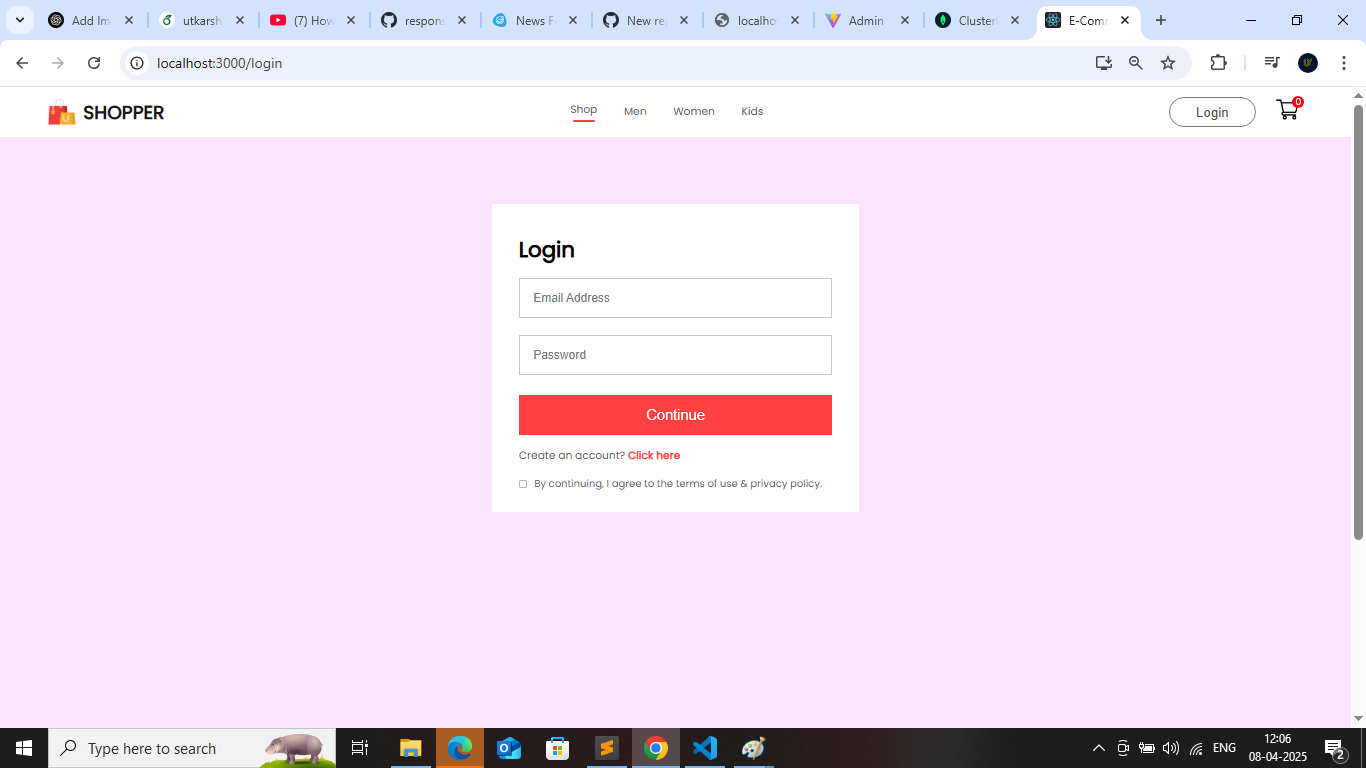 Add Im
utkarsh
(7) How
respon
News F
New re
localho
Admin
Cluster
E-Com
localhost:3000/login
SHOPPER
Shop
Men
Women
Kids
Login
0
Login
Email Address
Password
Continue
Create an account? Click here
By continuing, I agree to the terms of use & privacy policy.
Type here to search
ENG
12:06
08-04-2025
2